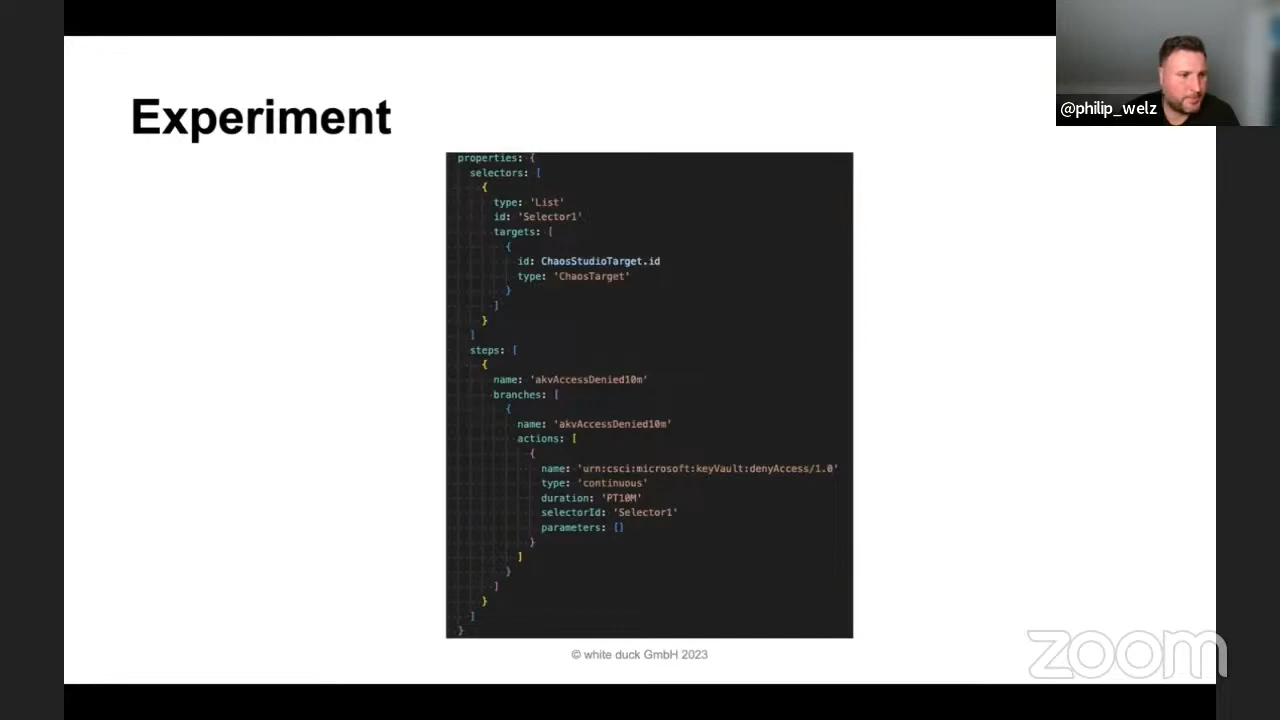 @philip_welz
Experiment
properties: {
selectors: [
{
type: 'List'
id: 'Selector1'
targets: [
{
id: ChaosStudioTarget.id
type: 'ChaosTarget'
}
]
}
]
steps: [
{
name: 'akvAccessDenied10m'
branches: [
{
name: 'akvAccessDenied10m'
actions: [
{
name: 'urn:csci:microsoft:keyVault:denyAccess/1.0'
type: 'continuous'
duration: 'PT10M'
selectorId: 'Selector1'
parameters: []
}
]
}
]
}
]
}
© white duck GmbH 2023
zoom